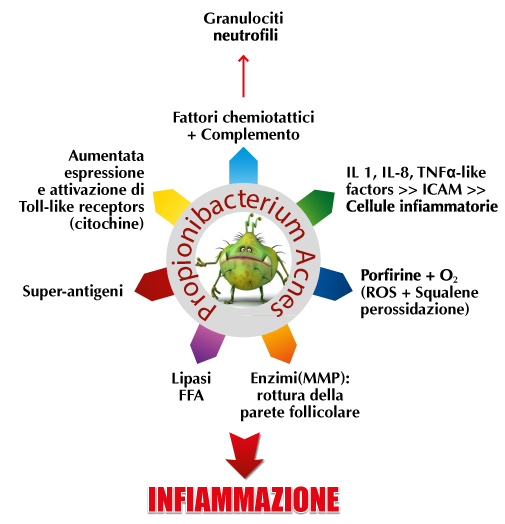 Granulociti
neutrofili
Fattori chemiotattici
+ Complemento
Aumentata
espressione
e attivazione di
Toll-like receptors
(citochine)
IL 1, IL-8, TNFα-like
factors >> ICAM >>
Cellule infiammatorie
propionibacterium Acnes
Super-antigeni
Porfirine + O₂
(ROS + Squalene
perossidazione)
Lipasi
FFA
Enzimi(MMP):
rottura della
parete follicolare
INFIAMMAZIONE